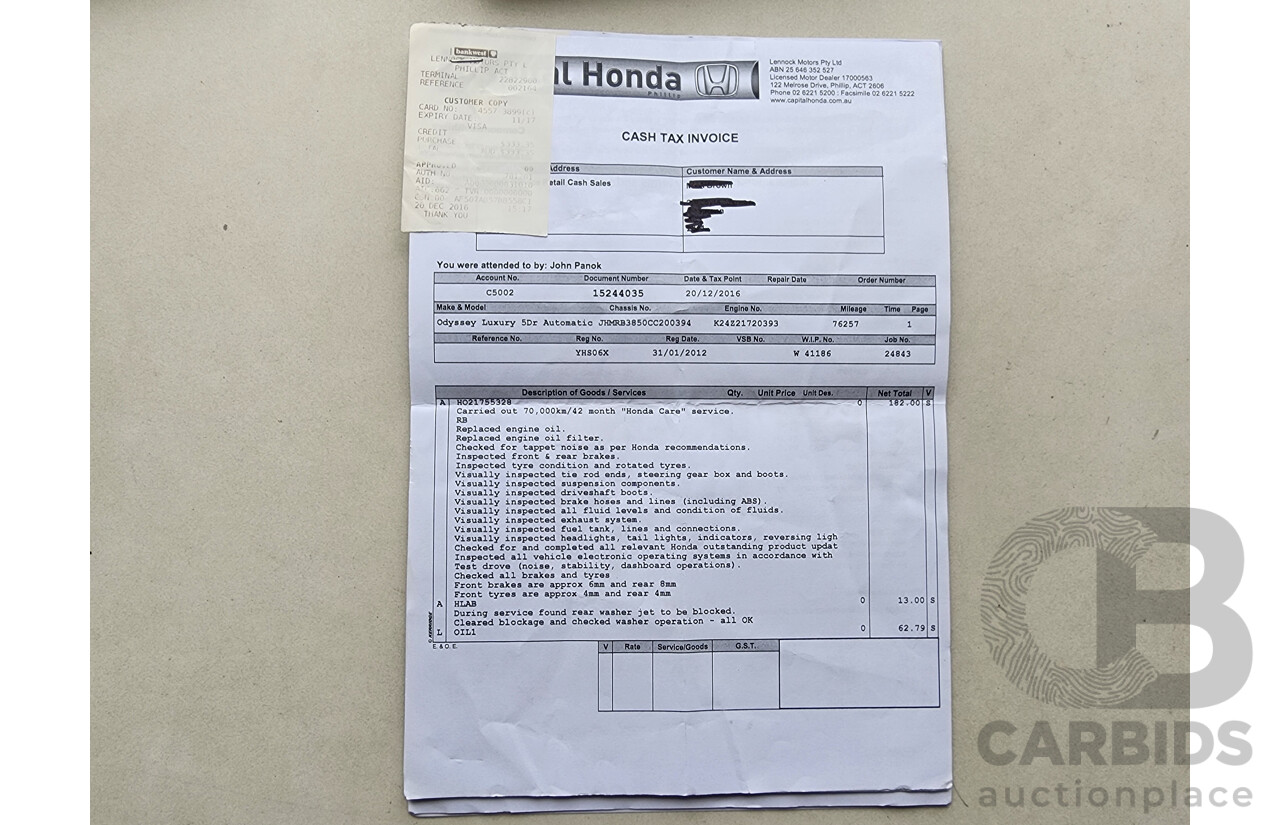 bankwest
PHILLIP ACT
TERMINAL
REFERENCE
CUSTOMER COPY
CARD NO:
EXPIRY DATE 11/17
VISA
CREDIT
PURCHASE
APPROVED
AUTH NO
AID:
20 DEC 2016
THANK YOU
al Honda
Phillip
Lennock Motors Pty Ltd
ABN 25 646 352 527
Licensed Motor Dealer 17000563
122 Melrose Drive, Phillip, ACT 2606
Phone 02 6221 5200 : Facsimile 02 6221 5222
www.capitalhonda.com.au
CASH TAX INVOICE
Address Customer Name & Address
etail Cash Sales
You were attended to by: John Panok
Account No. Document Number Date & Tax Point Repair Date Order Number
C5002 15244035 20/12/2016
Make & Model Chassis No. Engine No. Mileage Time Page
Odyssey Luxury 5Dr Automatic JHMRB3850CC200394 K24Z21720393 76257 1
Reference No. Reg No. Reg Date. VSB No. W.I.P. No. Job No.
YHS06X 31/01/2012 W 41186 24843
Description of Goods / Services Qty. Unit Price Unit Des. Net Total V
A HO21755328 0 182.00 S
Carried out 70,000km/42 month "Honda Care" service.
RB
Replaced engine oil.
Replaced engine oil filter.
Checked for tappet noise as per Honda recommendations.
Inspected front & rear brakes.
Inspected tyre condition and rotated tyres.
Visually inspected tie rod ends, steering gear box and boots.
Visually inspected suspension components.
Visually inspected driveshaft boots.
Visually inspected brake hoses and lines (including ABS).
Visually inspected all fluid levels and condition of fluids.
Visually inspected exhaust system.
Visually inspected fuel tank, lines and connections.
Visually inspected headlights, tail lights, indicators, reversing ligh
Checked for and completed all relevant Honda outstanding product updat
Inspected all vehicle electronic operating systems in accordance with
Test drove (noise, stability, dashboard operations).
Checked all brakes and tyres
Front brakes are approx 6mm and rear 8mm
Front tyres are approx 4mm and rear 4mm
A HLAB 0 13.00 S
During service found rear washer jet to be blocked.
Cleared blockage and checked washer operation - all OK
L OIL1 0 62.79 S
E. & O. E.
V Rate Service/Goods G.S.T.
CB
CARBIDS
auctionplace